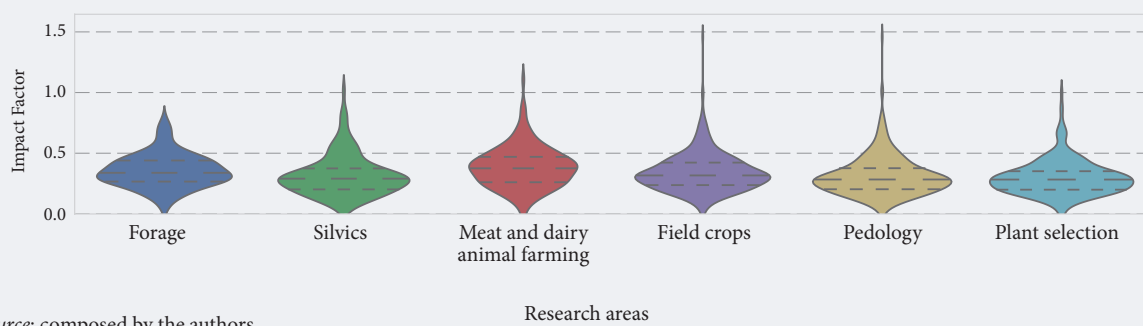 1.5
1.0
0.5
0.0
Impact Factor
Forage
Silvics
Meat and dairy
animal farming
Field crops
Pedology
Plant selection
Research areas
urce: composed by the authors